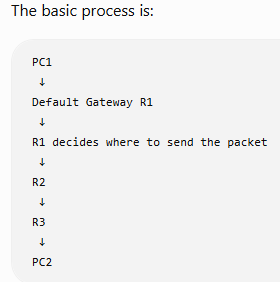 The basic process is:
PC1
↓
Default Gateway R1
↓
R1 decides where to send the packet
↓
R2
↓
R3
↓
PC2